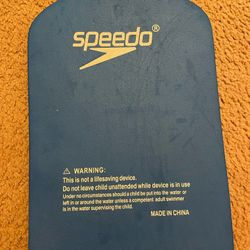 speedo®
⚠ WARNING:
This is not a lifesaving device.
Do not leave child unattended while device is in use
Under no circumstances should a child be put into the water or
left in or around the water unless a competent adult swimmer
is in the water supervising the child.
MADE IN CHINA